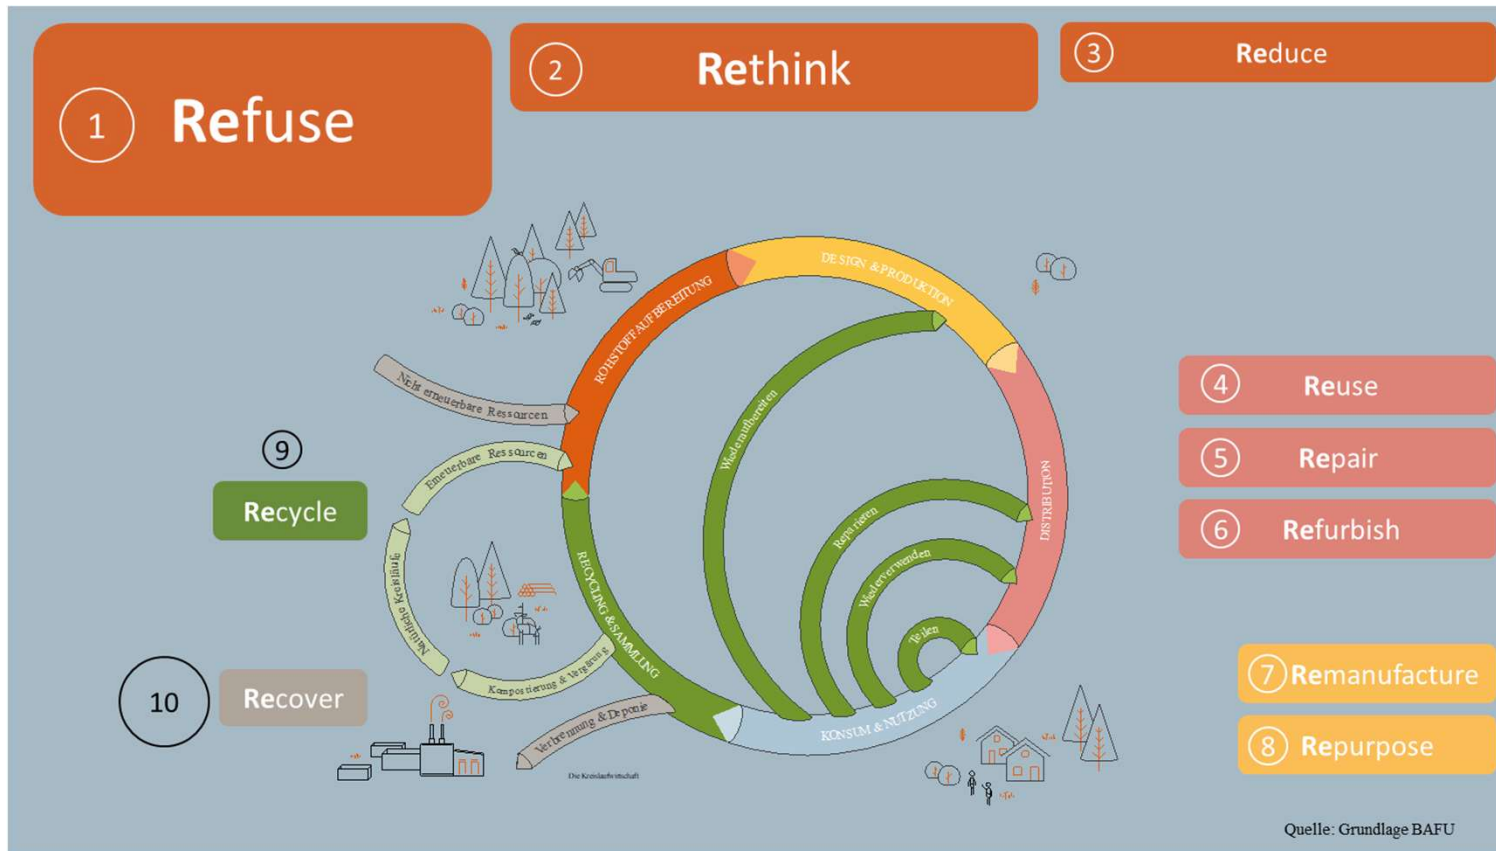 1 Refuse
2 Rethink
3 Reduce
DESIGN & PRODUKTION
ROHSTOFFAUFBEREITUNG
Nicht erneuerbare Ressourcen
Wiederaufbereiten
4 Reuse
9
Erneuerbare Ressourcen
5 Repair
Recycle
DISTRIBUTION
Reparieren
6 Refurbish
Natürliche Kreisläufe
RECYCLING & SAMMLUNG
Wiederverwenden
Teilen
Kompostierung & Vergärung
7 Remanufacture
10 Recover
Verbrennung & Deponie
KONSUM & NUTZUNG
8 Repurpose
Die Kreislaufwirtschaft
Quelle: Grundlage BAFU